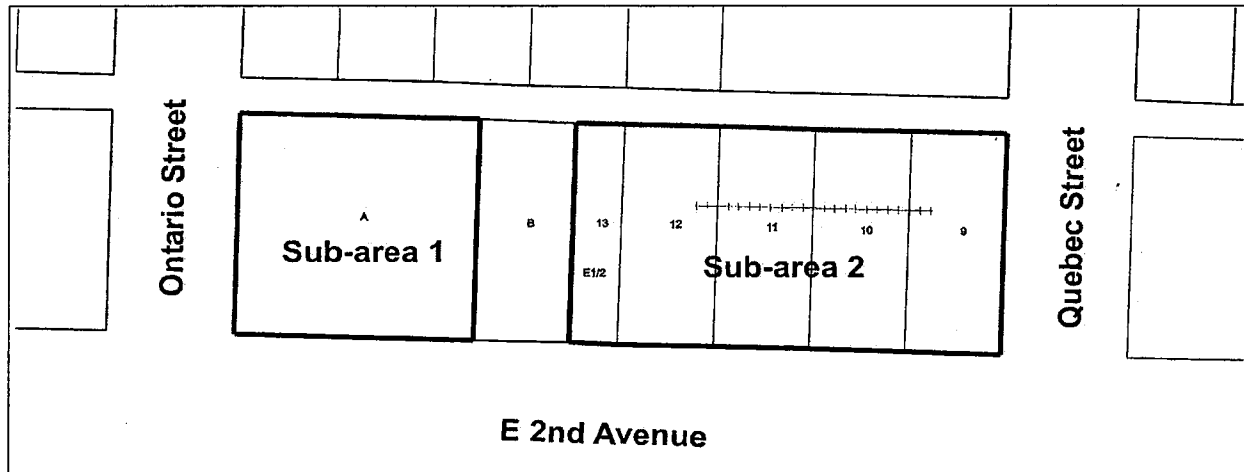 Ontario Street
A
Sub-area 1
B
13
E1/2
12
11
10
9
Sub-area 2
Quebec Street
E 2nd Avenue